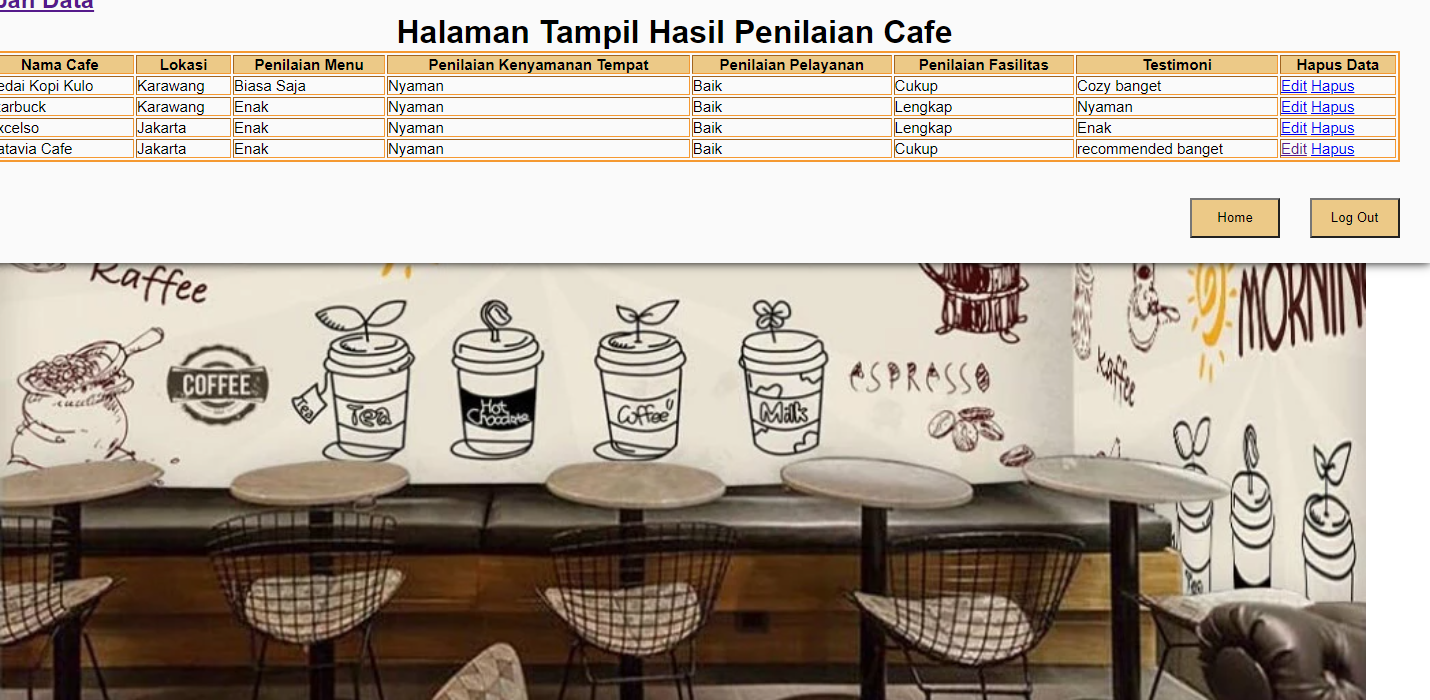 Data
Halaman Tampil Hasil Penilaian Cafe
Nama Cafe Lokasi Penilaian Menu Penilaian Kenyamanan Tempat Penilaian Pelayanan Penilaian Fasilitas Testimoni Hapus Data
edai Kopi Kulo Karawang Biasa Saja Nyaman Baik Cukup Cozy banget Edit Hapus
arbuck Karawang Enak Nyaman Baik Lengkap Nyaman Edit Hapus
xcelso Jakarta Enak Nyaman Baik Lengkap Enak Edit Hapus
atavia Cafe Jakarta Enak Nyaman Baik Cukup recommended banget Edit Hapus
Home Log Out
Kaffee
MORNIN
COFFEE
Tea
Tea
Hot
Chocolate
Coffee
Milk
ESPRESSO
Kaffee
Tea